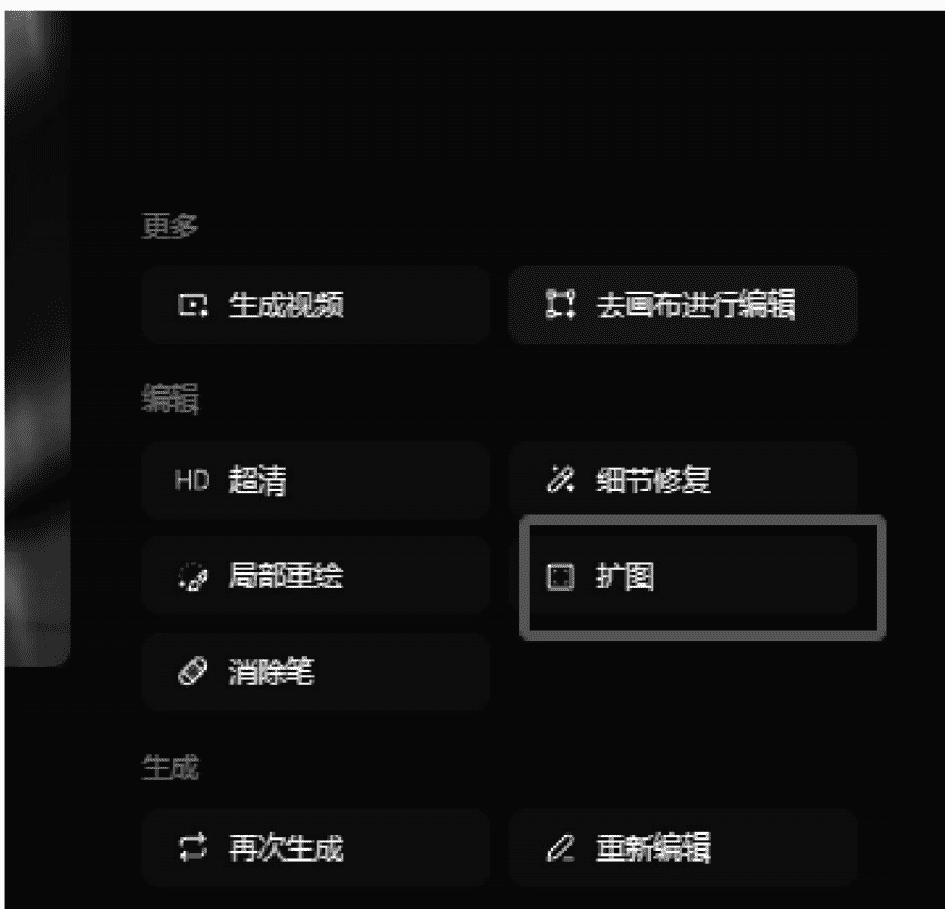 更多
生成视频 去画布进行编辑
编辑
HD 超清 细节修复
局部重绘 扩图
消除笔
生成
再次生成 重新编辑